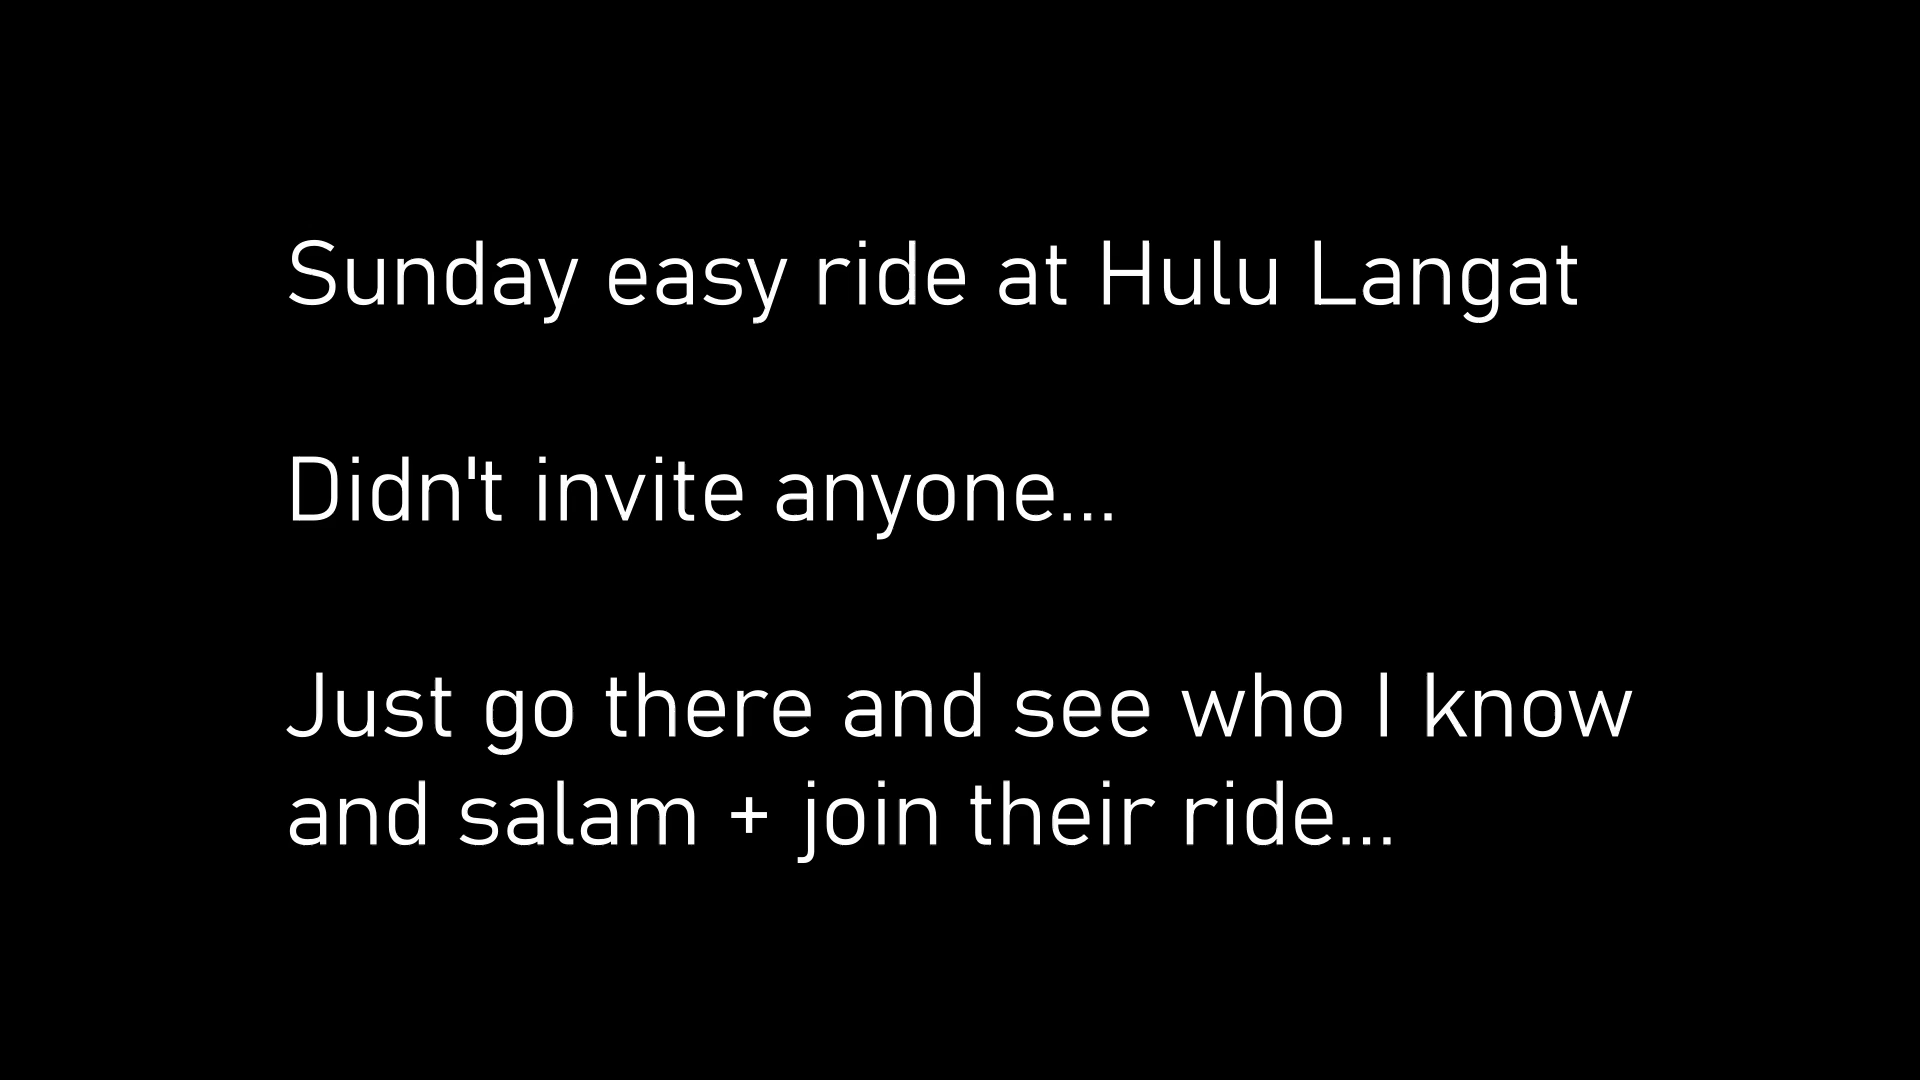 Sunday easy ride at Hulu Langat
Didn't invite anyone...
Just go there and see who I know
and salam + join their ride...